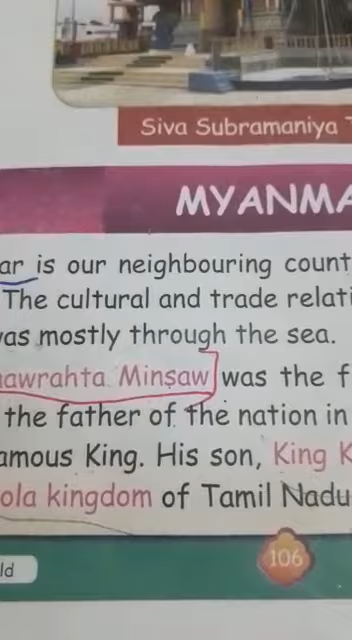 Siva Subramaniya
MYANMA
ar is our neighbouring count
The cultural and trade relati
was mostly through the sea.
nawrahta Minsaw was the f
the father of the nation in
amous King. His son, King K
ola kingdom of Tamil Nadu
ld
106